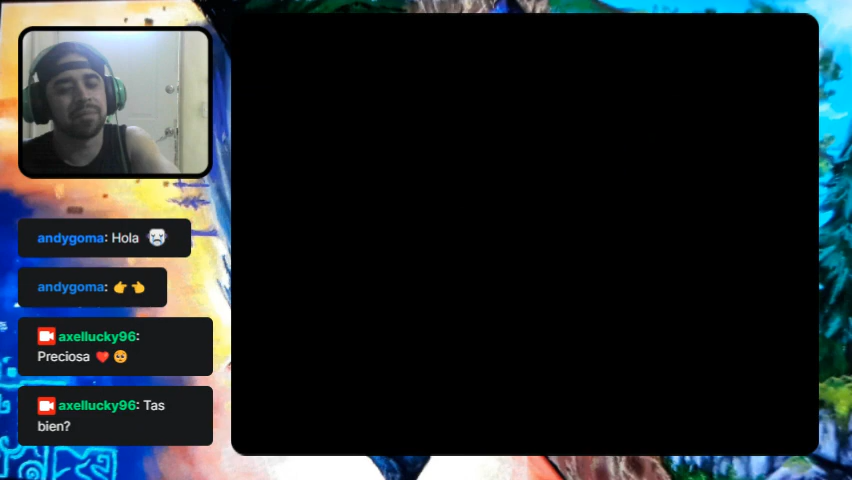 andygoma: Hola
andygoma:
axellucky96:
Preciosa
axellucky96: Tas
bien?